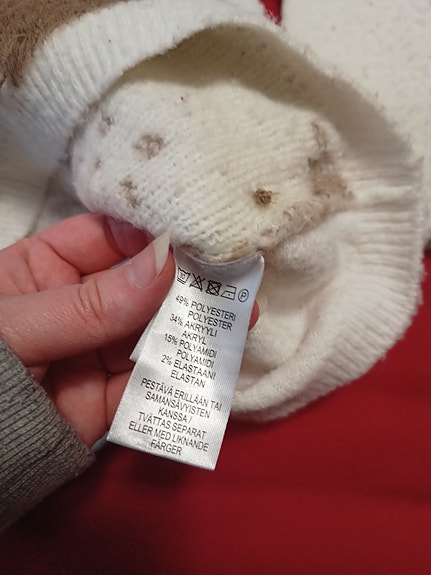 49% POLYESTERI
POLYESTER
34% AKRYYLI
AKRYL
15% POLYAMIDI
POLYAMID
2% ELASTAANI
ELASTAN
PESTÄVÄ ERILLÄÄN TAI
SAMANSÄVYISTEN
KANSSA /
TVÄTTAS SEPARAT
ELLER MED LIKNANDE
FÄRGER